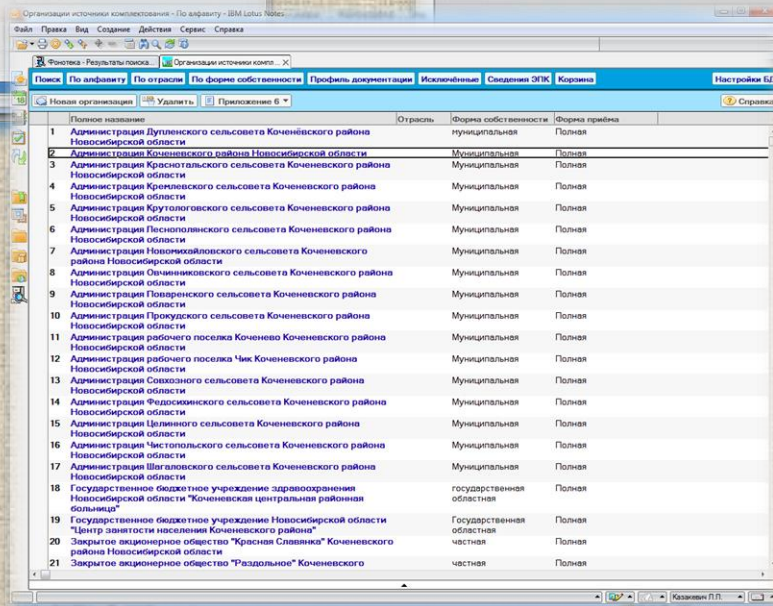 Организации источники комплектования - По алфавиту - IBM Lotus Notes
Файл Правка Вид Создание Действия Сервис Справка
Фонотека - Результаты поиска... Организации источники компл... X
Поиск По алфавиту По отрасли По форме собственности Профиль документации Исключённые Сведения ЭПК Корзина Настройки БД
Новая организация Удалить Приложение 6 Справка
Полное название Отрасль Форма собственности Форма приёма
1 Администрация Дупленского сельсовета Коченёвского района муниципальная Полная
Новосибирской области
2 Администрация Коченевского района Новосибирской области Муниципальная Полная
3 Администрация Краснотальского сельсовета Коченевского района Муниципальная Полная
Новосибирской области
4 Администрация Кремлевского сельсовета Коченевского района Муниципальная Полная
Новосибирской области
5 Администрация Крутологовского сельсовета Коченевского района Муниципальная Полная
Новосибирской области
6 Администрация Леснополянского сельсовета Коченевского района Муниципальная Полная
Новосибирской области
7 Администрация Новомихайловского сельсовета Коченевского Муниципальная Полная
района Новосибирской области
8 Администрация Овчинниковского сельсовета Коченевского района Муниципальная Полная
Новосибирской области
9 Администрация Поваренского сельсовета Коченевского района Муниципальная Полная
Новосибирской области
10 Администрация Прокудского сельсовета Коченевского района Муниципальная Полная
Новосибирской области
11 Администрация рабочего поселка Коченево Коченевского района Муниципальная Полная
Новосибирской области
12 Администрация рабочего поселка Чик Коченевского района Муниципальная Полная
Новосибирской области
13 Администрация Совхозного сельсовета Коченевского района Муниципальная Полная
Новосибирской области
14 Администрация Федосихинского сельсовета Коченевского района Муниципальная Полная
Новосибирской области
15 Администрация Целинного сельсовета Коченевского района Муниципальная Полная
Новосибирской области
16 Администрация Чистопольского сельсовета Коченевского района Муниципальная Полная
Новосибирской области
17 Администрация Шагаловского сельсовета Коченевского района Муниципальная Полная
Новосибирской области
18 Государственное бюджетное учреждение здравоохранения государственная Полная
Новосибирской области "Коченевская центральная районная областная
больница"
19 Государственное бюджетное учреждение Новосибирской области Государственная Полная
"Центр занятости населения Коченевского района" областная
20 Закрытое акционерное общество "Красная Славянка" Коченевского частная Полная
района Новосибирской области
21 Закрытое акционерное общество "Раздольное" Коченевского частная Полная
Казакевич П.П.